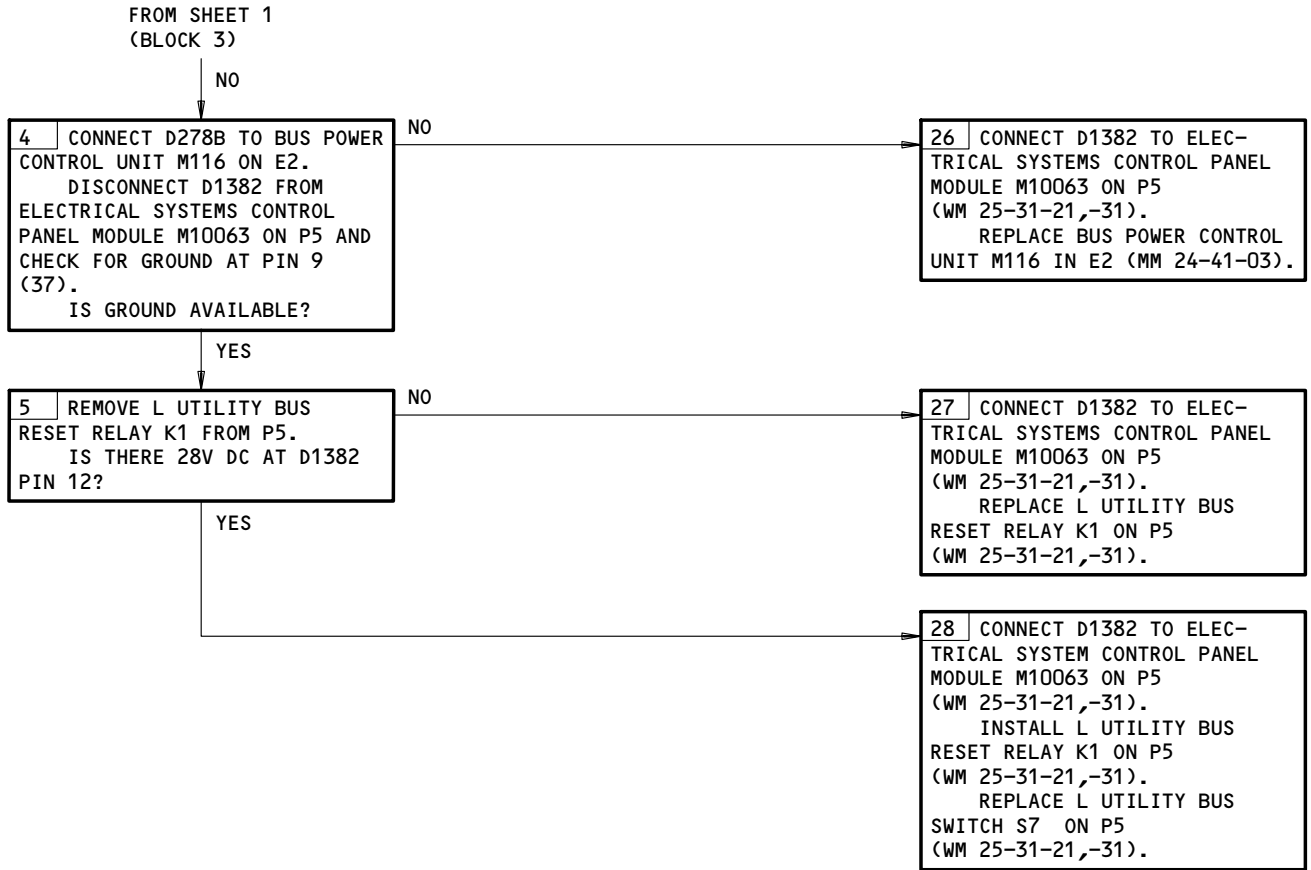 FROM SHEET 1
(BLOCK 3)
NO
4 CONNECT D278B TO BUS POWER
CONTROL UNIT M116 ON E2.
DISCONNECT D1382 FROM
ELECTRICAL SYSTEMS CONTROL
PANEL MODULE M10063 ON P5 AND
CHECK FOR GROUND AT PIN 9
(37).
IS GROUND AVAILABLE?
NO
26 CONNECT D1382 TO ELEC-
TRICAL SYSTEMS CONTROL PANEL
MODULE M10063 ON P5
(WM 25-31-21,-31).
REPLACE BUS POWER CONTROL
UNIT M116 IN E2 (MM 24-41-03).
YES
5 REMOVE L UTILITY BUS
RESET RELAY K1 FROM P5.
IS THERE 28V DC AT D1382
PIN 12?
NO
27 CONNECT D1382 TO ELEC-
TRICAL SYSTEMS CONTROL PANEL
MODULE M10063 ON P5
(WM 25-31-21,-31).
REPLACE L UTILITY BUS
RESET RELAY K1 ON P5
(WM 25-31-21,-31).
YES
28 CONNECT D1382 TO ELEC-
TRICAL SYSTEM CONTROL PANEL
MODULE M10063 ON P5
(WM 25-31-21,-31).
INSTALL L UTILITY BUS
RESET RELAY K1 ON P5
(WM 25-31-21,-31).
REPLACE L UTILITY BUS
SWITCH S7 ON P5
(WM 25-31-21,-31).